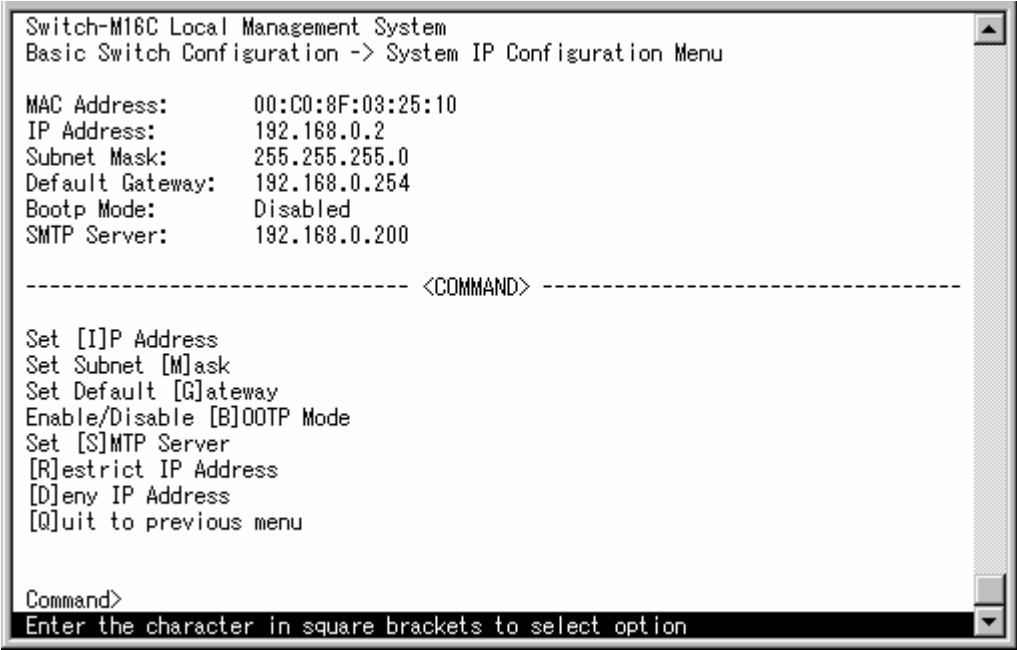 Switch-M16C Local Management System
Basic Switch Configuration -> System IP Configuration Menu
MAC Address: 00:C0:8F:03:25:10
IP Address: 192.168.0.2
Subnet Mask: 255.255.255.0
Default Gateway: 192.168.0.254
Bootp Mode: Disabled
SMTP Server: 192.168.0.200
-------------------------------- <COMMAND> -----------------------------------
Set [I]P Address
Set Subnet [M]ask
Set Default [G]ateway
Enable/Disable [B]OOTP Mode
Set [S]MTP Server
[R]estrict IP Address
[D]eny IP Address
[Q]uit to previous menu
Command>
Enter the character in square brackets to select option